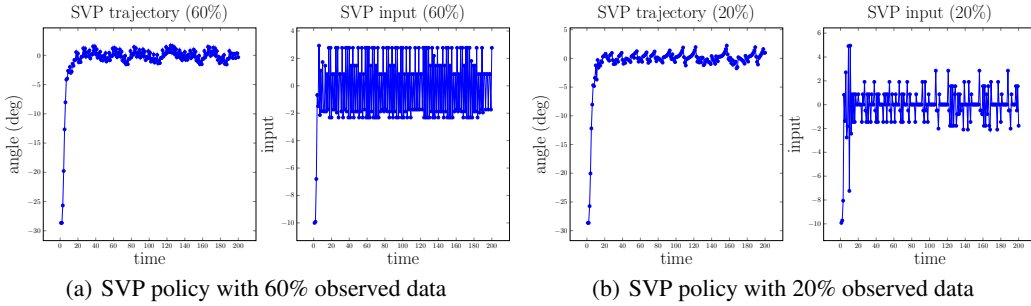 SVP trajectory (60%)
SVP input (60%)
SVP trajectory (20%)
SVP input (20%)
angle (deg)
5
0
−5
−10
−15
−20
−25
−30
0 20 40 60 80 100 120 140 160 180 200
time
input
4
2
0
−2
−4
−6
−8
−10
0 20 40 60 80 100 120 140 160 180 200
time
angle (deg)
5
0
−5
−10
−15
−20
−25
−30
0 20 40 60 80 100 120 140 160 180 200
time
input
6
4
2
0
−2
−4
−6
−8
−10
0 20 40 60 80 100 120 140 160 180 200
time
(a) SVP policy with 60% observed data
(b) SVP policy with 20% observed data